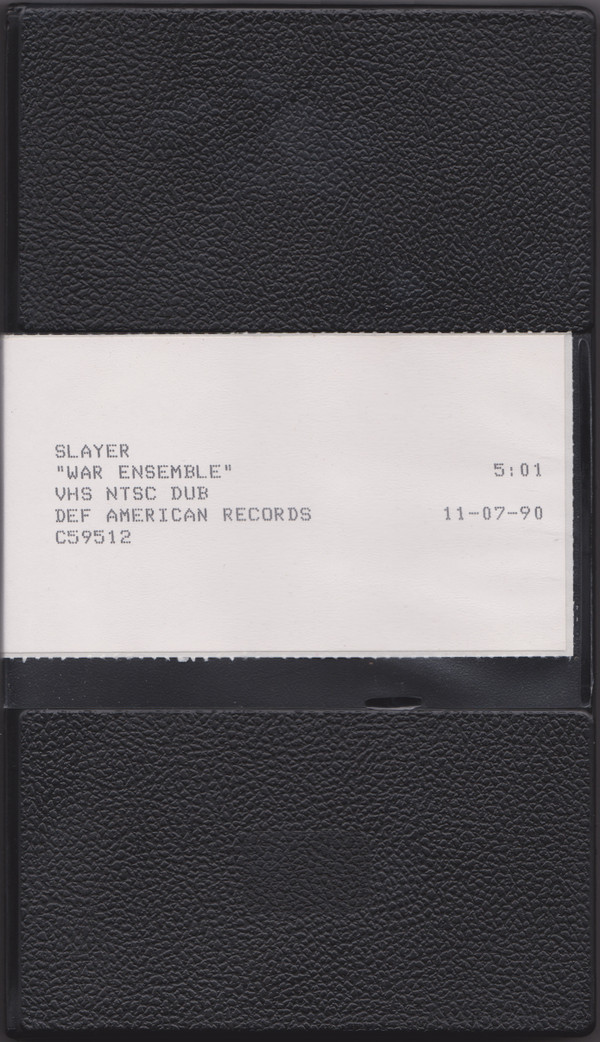 SLAYER
"WAR ENSEMBLE" 5:01
VHS NTSC DUB
DEF AMERICAN RECORDS 11-07-90
C59512